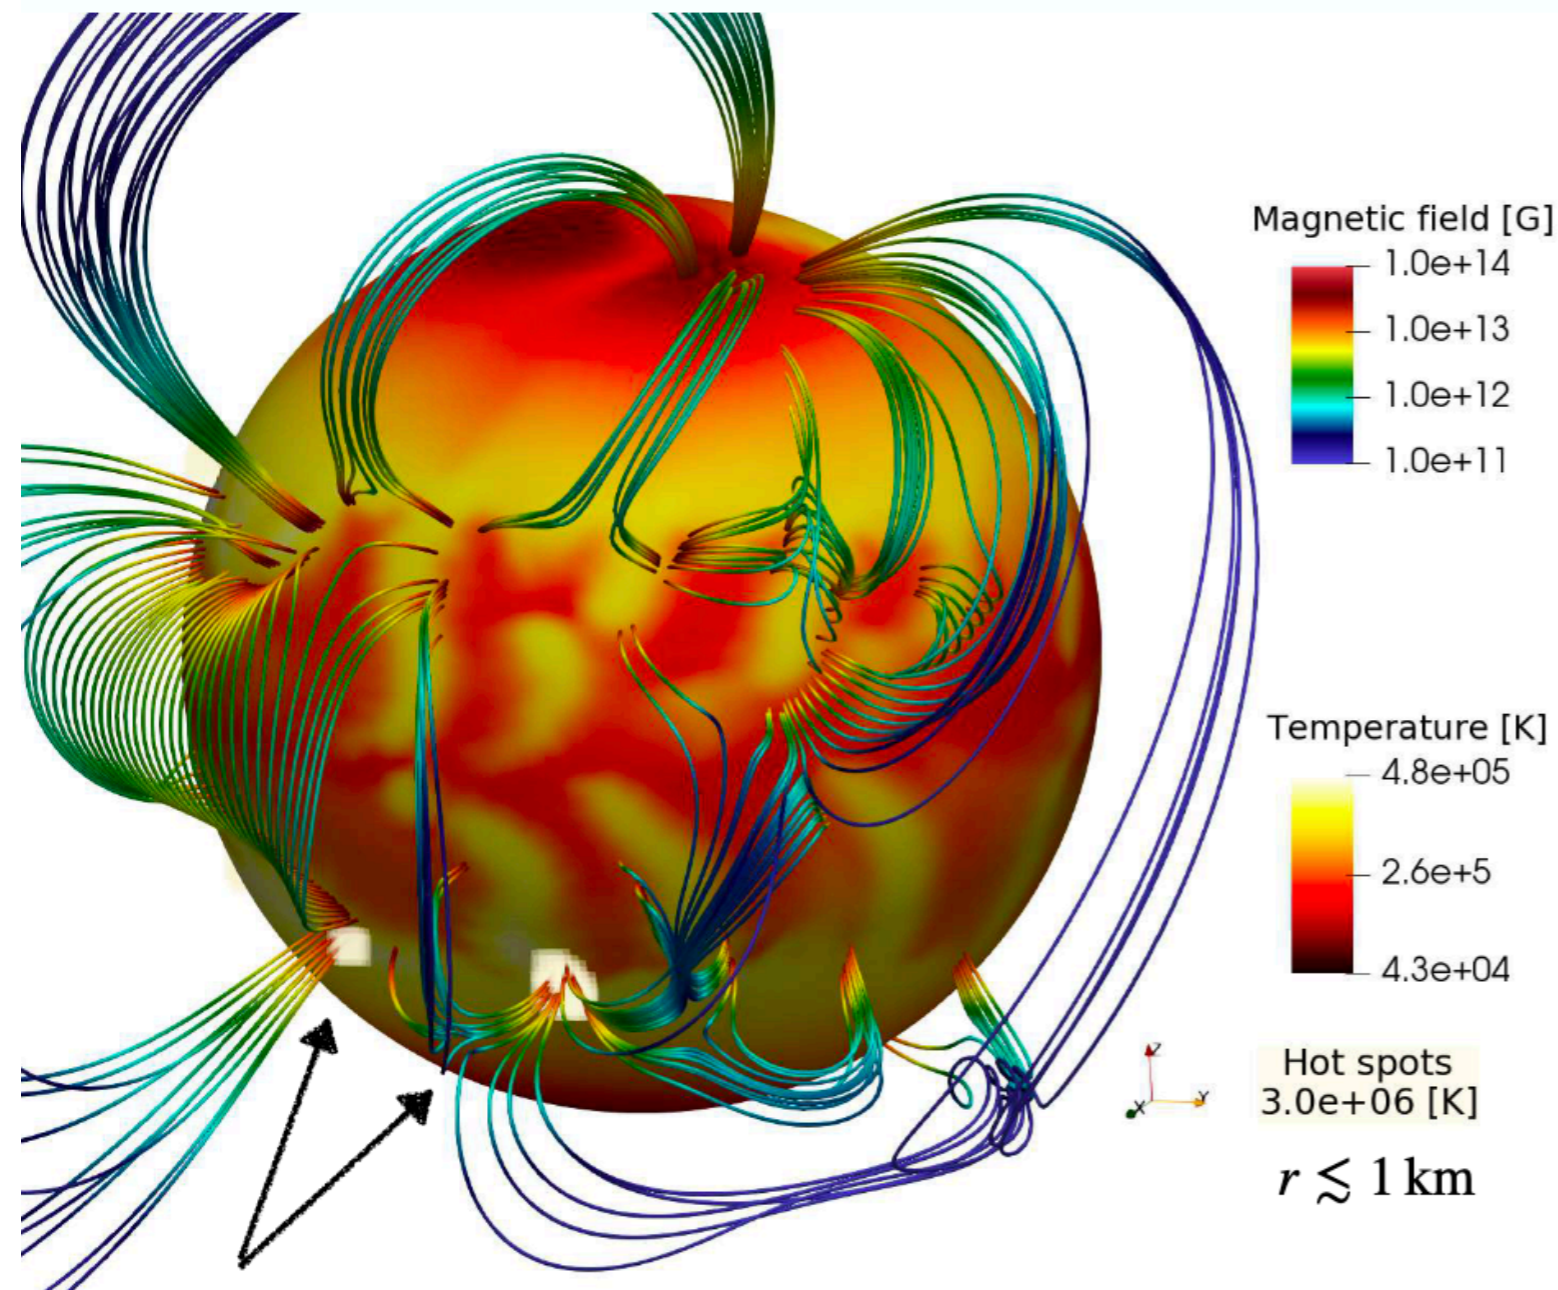 Magnetic field [G]
1.0e+14
1.0e+13
1.0e+12
1.0e+11
Temperature [K]
4.8e+05
2.6e+5
4.3e+04
Z
X
Y
Hot spots
3.0e+06 [K]
r ≲ 1 km